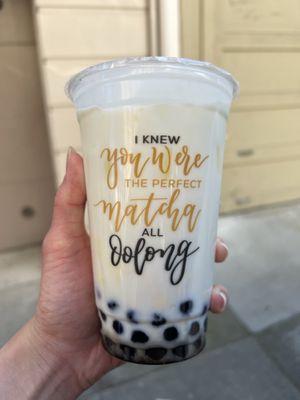 I KNEW
you were
THE PERFECT
matcha
ALL
Oolong